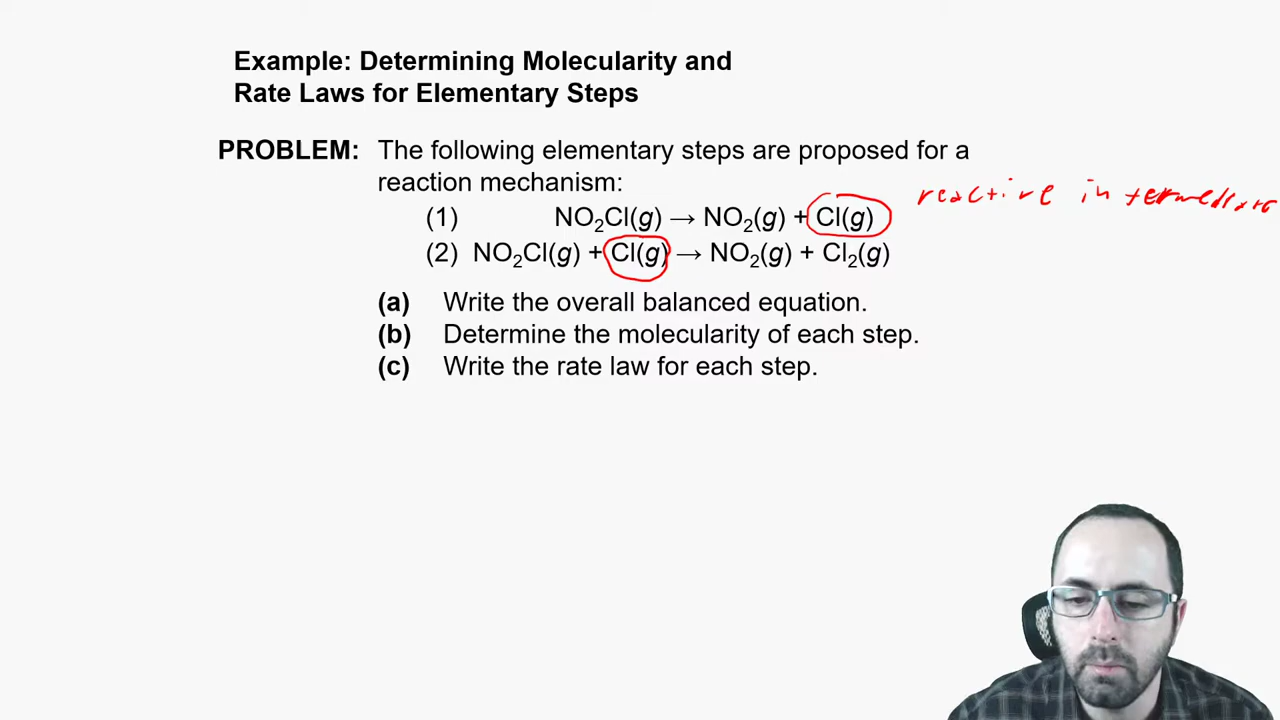 Example: Determining Molecularity and
Rate Laws for Elementary Steps
PROBLEM: The following elementary steps are proposed for a
reaction mechanism:
reactive intermediate
(1) NO₂Cl(g) → NO₂(g) + Cl(g)
(2) NO₂Cl(g) + Cl(g) → NO₂(g) + Cl₂(g)
(a) Write the overall balanced equation.
(b) Determine the molecularity of each step.
(c) Write the rate law for each step.